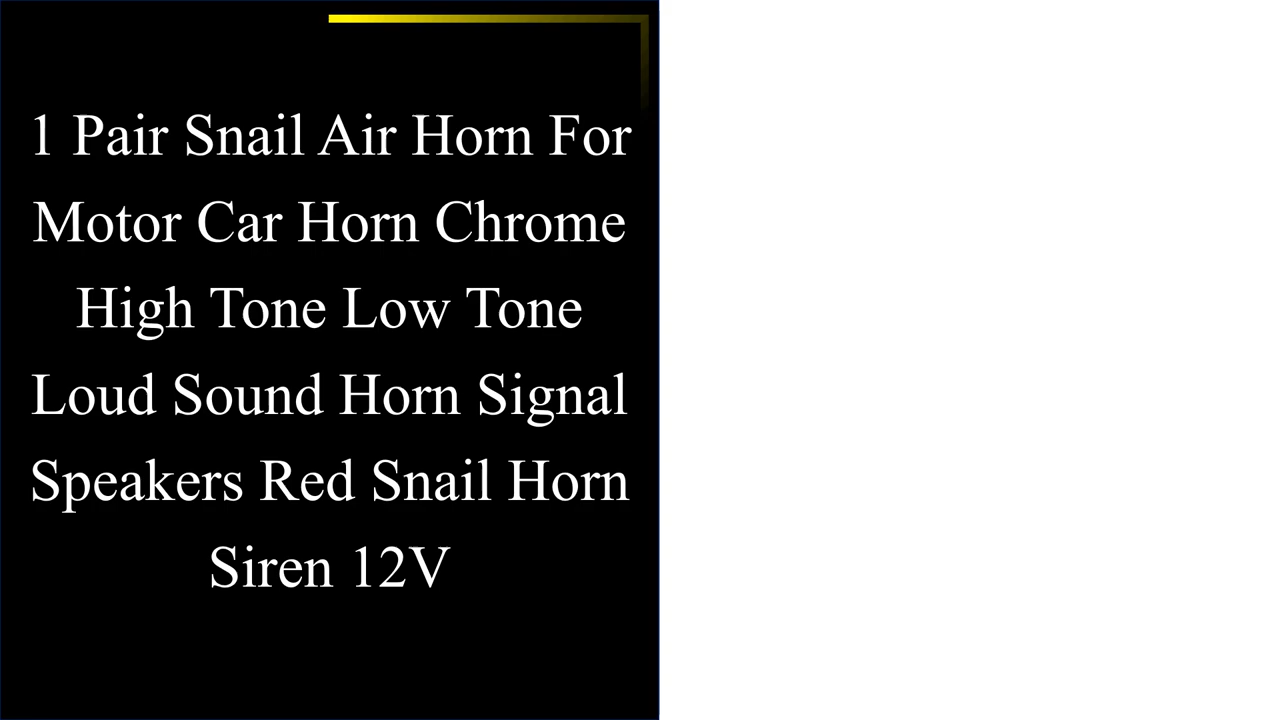 1 Pair Snail Air Horn For
Motor Car Horn Chrome
High Tone Low Tone
Loud Sound Horn Signal
Speakers Red Snail Horn
Siren 12V